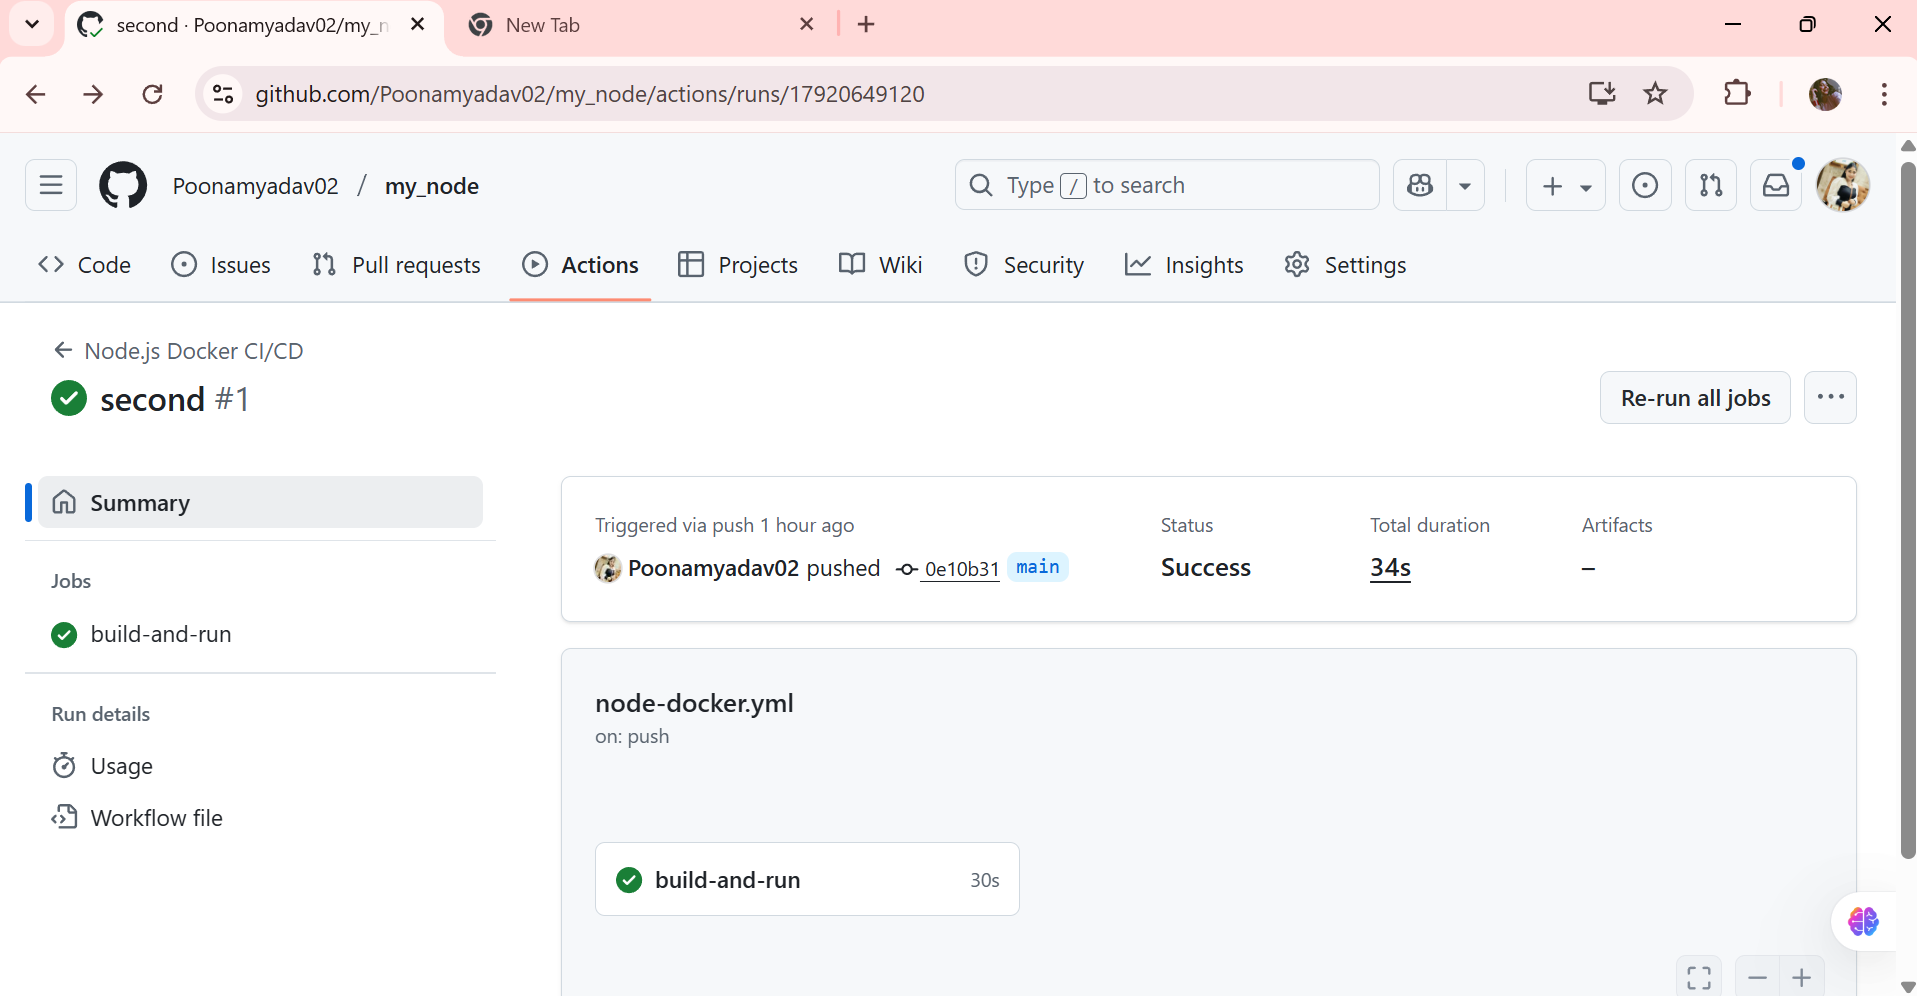 second · Poonamyadav02/my_n
New Tab
github.com/Poonamyadav02/my_node/actions/runs/17920649120
Poonamyadav02 / my_node
Type / to search
Code Issues Pull requests Actions Projects Wiki Security Insights Settings
Node.js Docker CI/CD
second #1
Re-run all jobs
Summary
Jobs
build-and-run
Run details
Usage
Workflow file
Triggered via push 1 hour ago
Poonamyadav02 pushed 0e10b31 main
Status
Success
Total duration
34s
Artifacts
–
node-docker.yml
on: push
build-and-run 30s